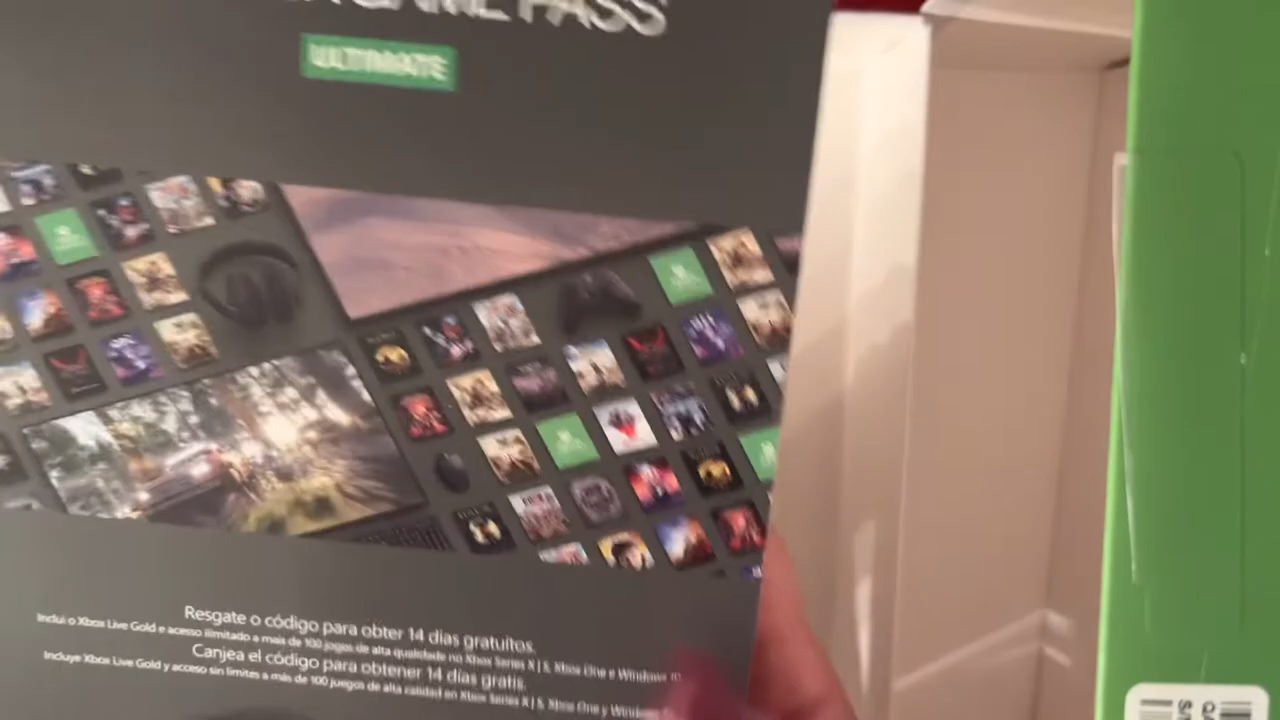 GAME PASS
ULTIMATE
Resgate o código para obter 14 dias gratuitos.
Inclui o Xbox Live Gold e acesso ilimitado a mais de 100 jogos de alta qualidade no Xbox Series X | S, Xbox One e Windows
Canjea el código para obtener 14 días gratis.
Incluye Xbox Live Gold y acceso sin límites a más de 100 juegos de alta calidad en Xbox Series X | S, Xbox One y